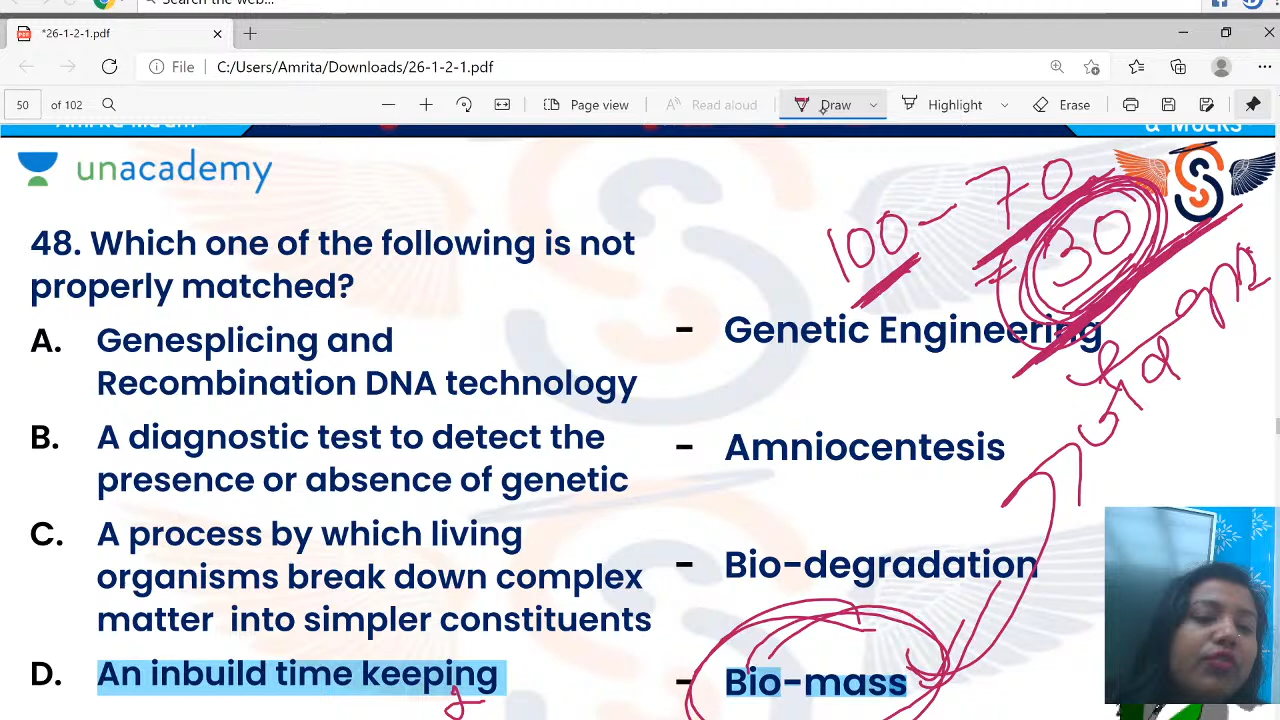 Search the web...
*26-1-2-1.pdf
File C:/Users/Amrita/Downloads/26-1-2-1.pdf
50 of 102 Page view Read aloud Draw Highlight Erase
unacademy
100-70
=30
48. Which one of the following is not
properly matched?
A. Genesplicing and - Genetic Engineering
Recombination DNA technology
B. A diagnostic test to detect the - Amniocentesis
presence or absence of genetic
C. A process by which living - Bio-degradation
organisms break down complex
matter into simpler constituents
D. An inbuild time keeping - Bio-mass